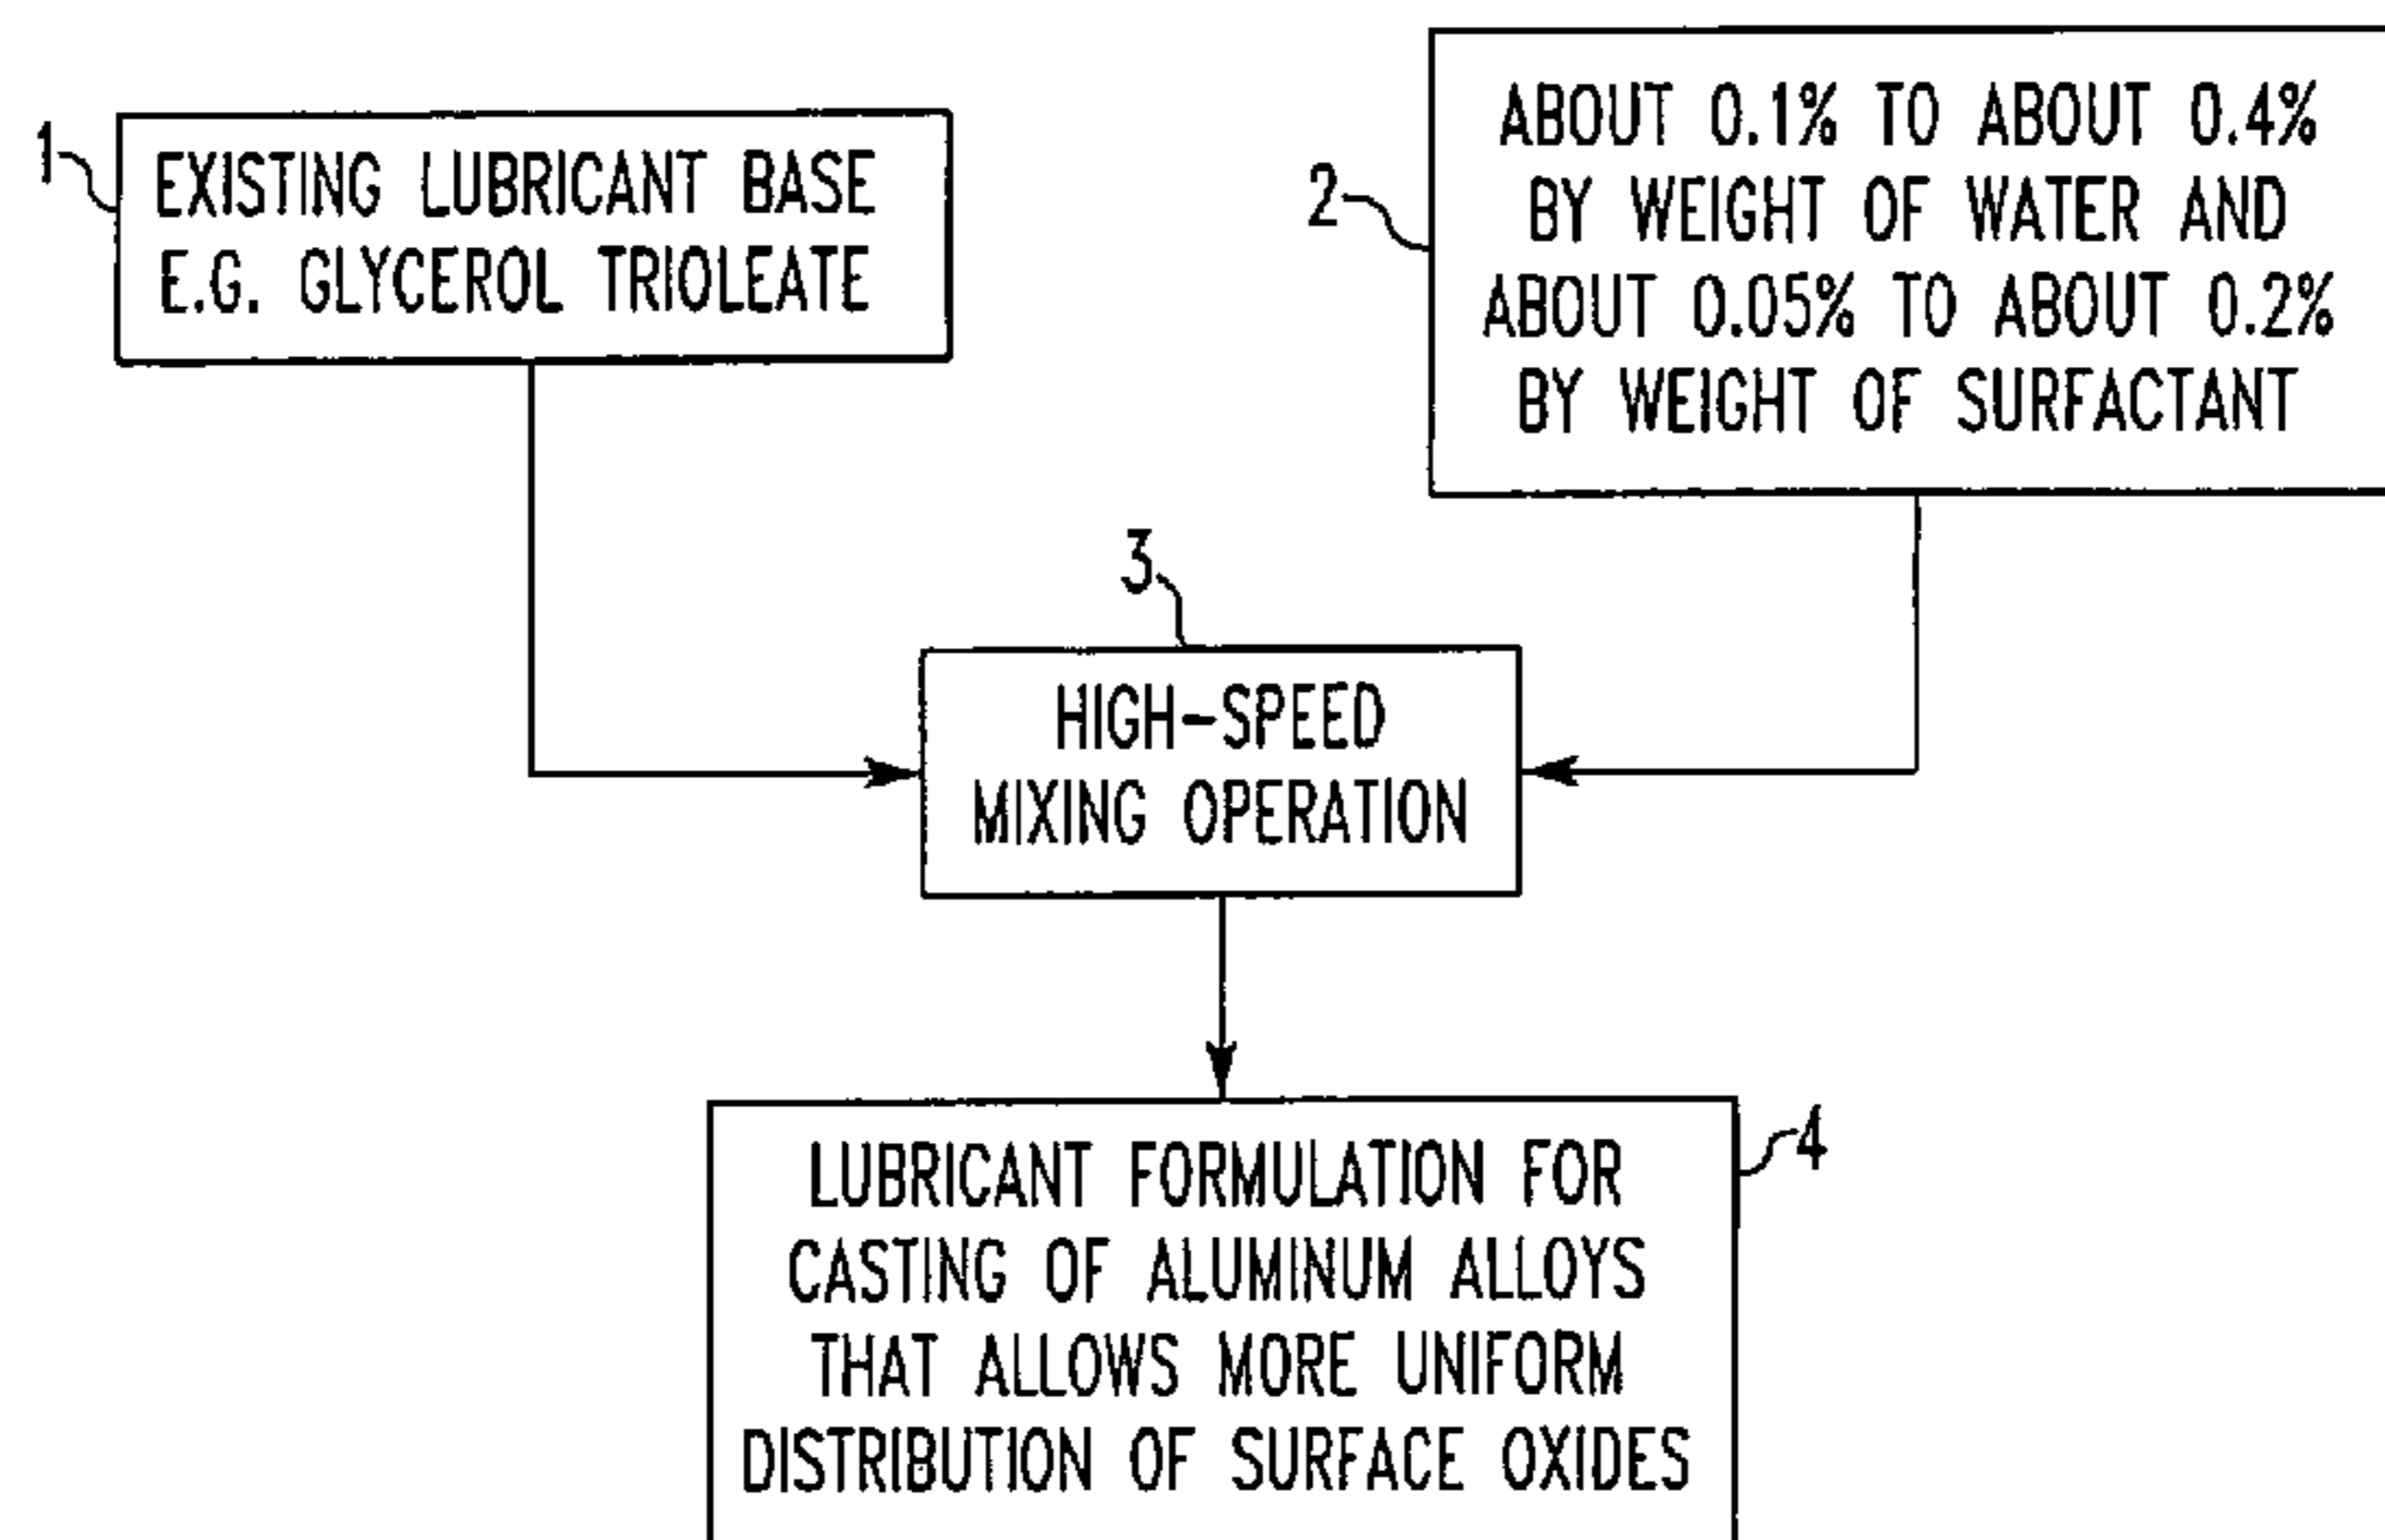 1
EXISTING LUBRICANT BASE
E.G. GLYCEROL TRIOLEATE
2
ABOUT 0.1% TO ABOUT 0.4%
BY WEIGHT OF WATER AND
ABOUT 0.05% TO ABOUT 0.2%
BY WEIGHT OF SURFACTANT
3
HIGH-SPEED
MIXING OPERATION
4
LUBRICANT FORMULATION FOR
CASTING OF ALUMINUM ALLOYS
THAT ALLOWS MORE UNIFORM
DISTRIBUTION OF SURFACE OXIDES